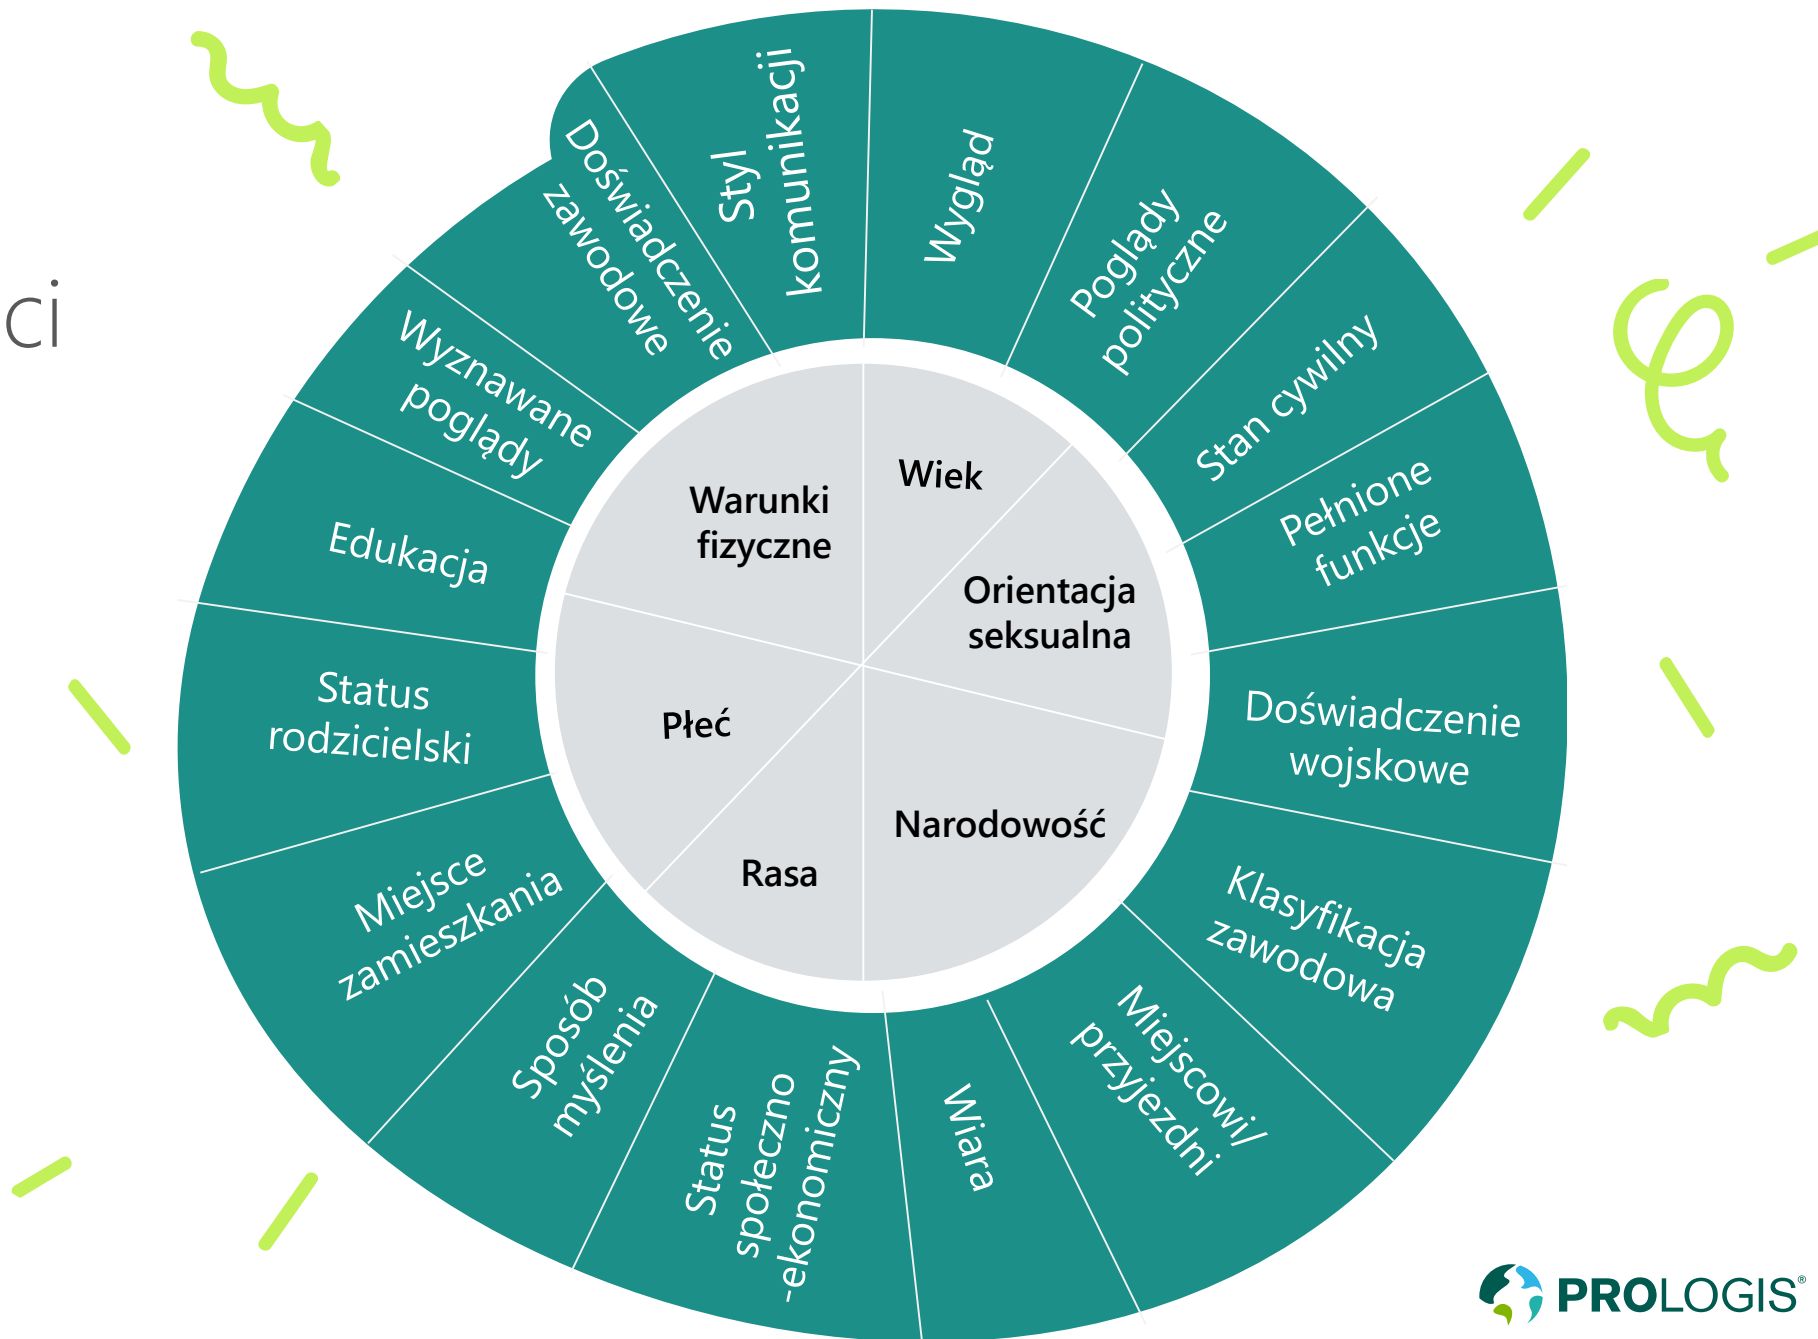 ci
Styl
komunikacji
Wygląd
Poglądy
polityczne
Stan cywilny
Pełnione
funkcje
Doświadczenie
wojskowe
Klasyfikacja
zawodowa
Miejscowi/
przyjezdni
Wiara
Status
społeczno
-ekonomiczny
Sposób
myślenia
Miejsce
zamieszkania
Status
rodzicielski
Edukacja
Wyznawane
poglądy
Doświadczenie
zawodowe
Wiek
Orientacja
seksualna
Narodowość
Rasa
Płeć
Warunki
fizyczne
PROLOGIS®